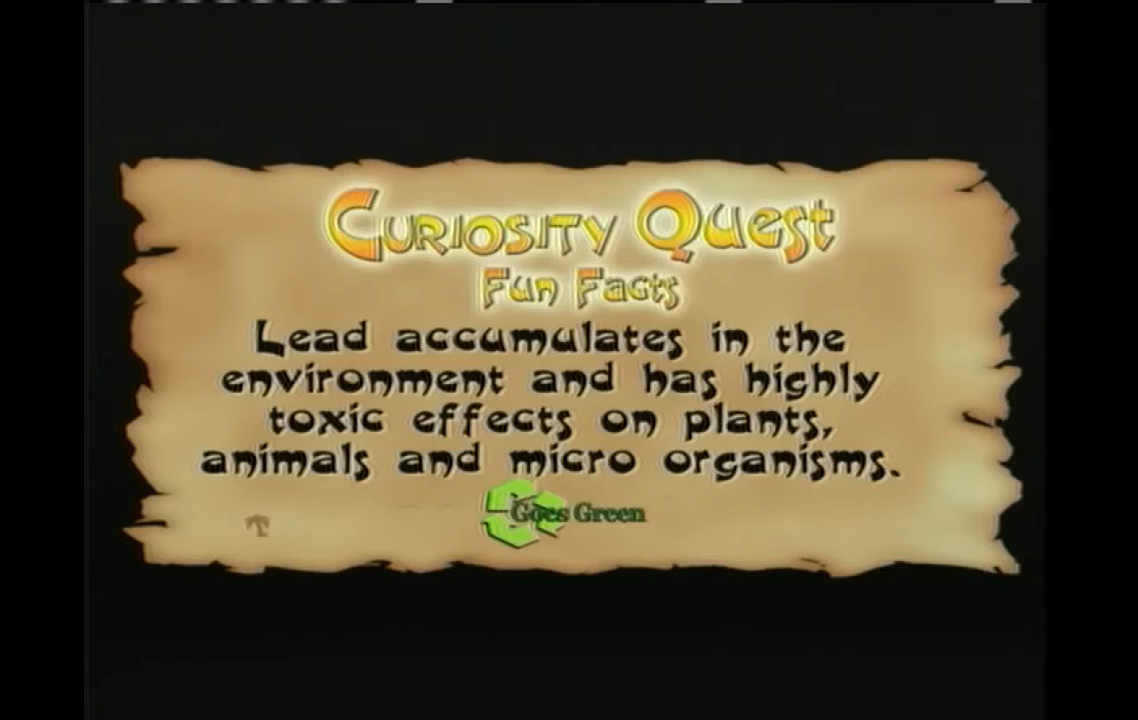 Curiosity Quest
Fun Facts
Lead accumulates in the
environment and has highly
toxic effects on plants,
animals and micro organisms.
Goes Green